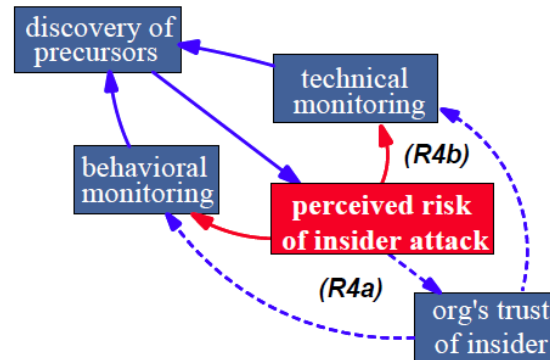 discovery of
precursors
technical
monitoring
(R4b)
behavioral
monitoring
perceived risk
of insider attack
(R4a)
org's trust
of insider